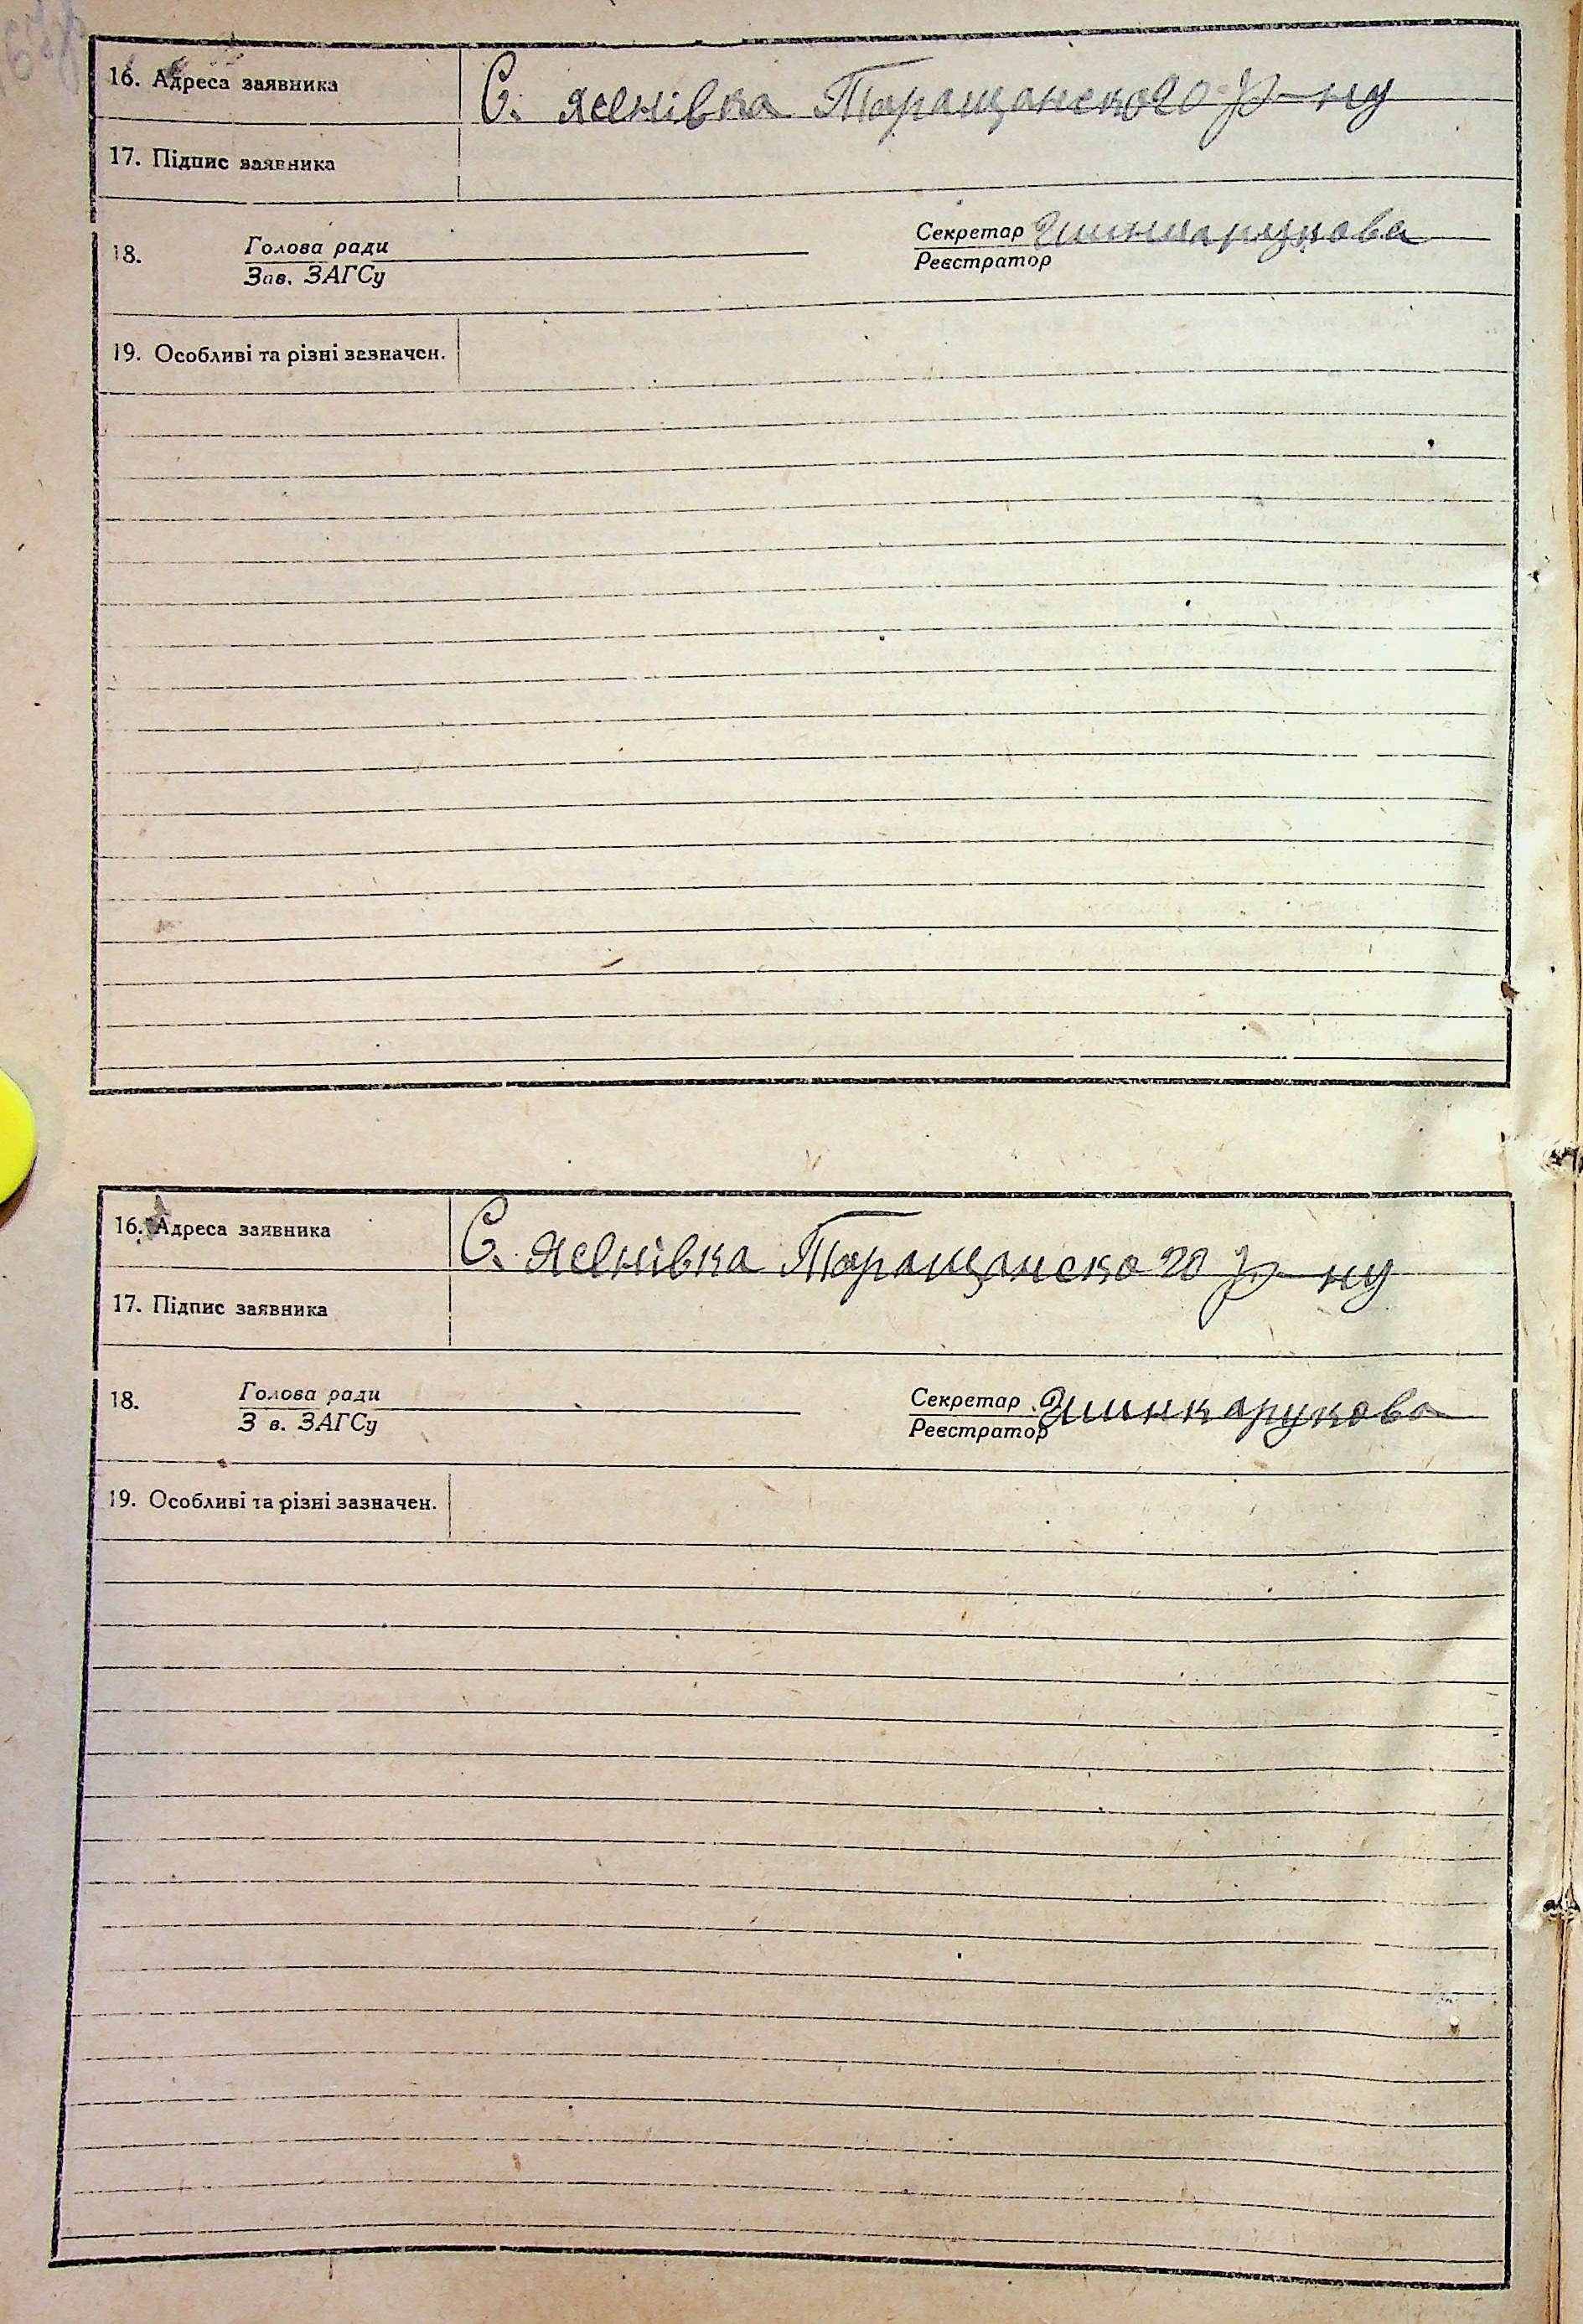 16. Адреса заявника С. Ясенівка Таращанского р-ну
17. Підпис заявника
18. Голова ради Секретар Шинкарукова
Зав. ЗАГСу Реєстратор
19. Особливі та різні зазначен.
16. Адреса заявника С. Ясенівка Таращанского р-ну
17. Підпис заявника
18. Голова ради Секретар Шинкарукова
З в. ЗАГСу Реєстратор
19. Особливі та різні зазначен.